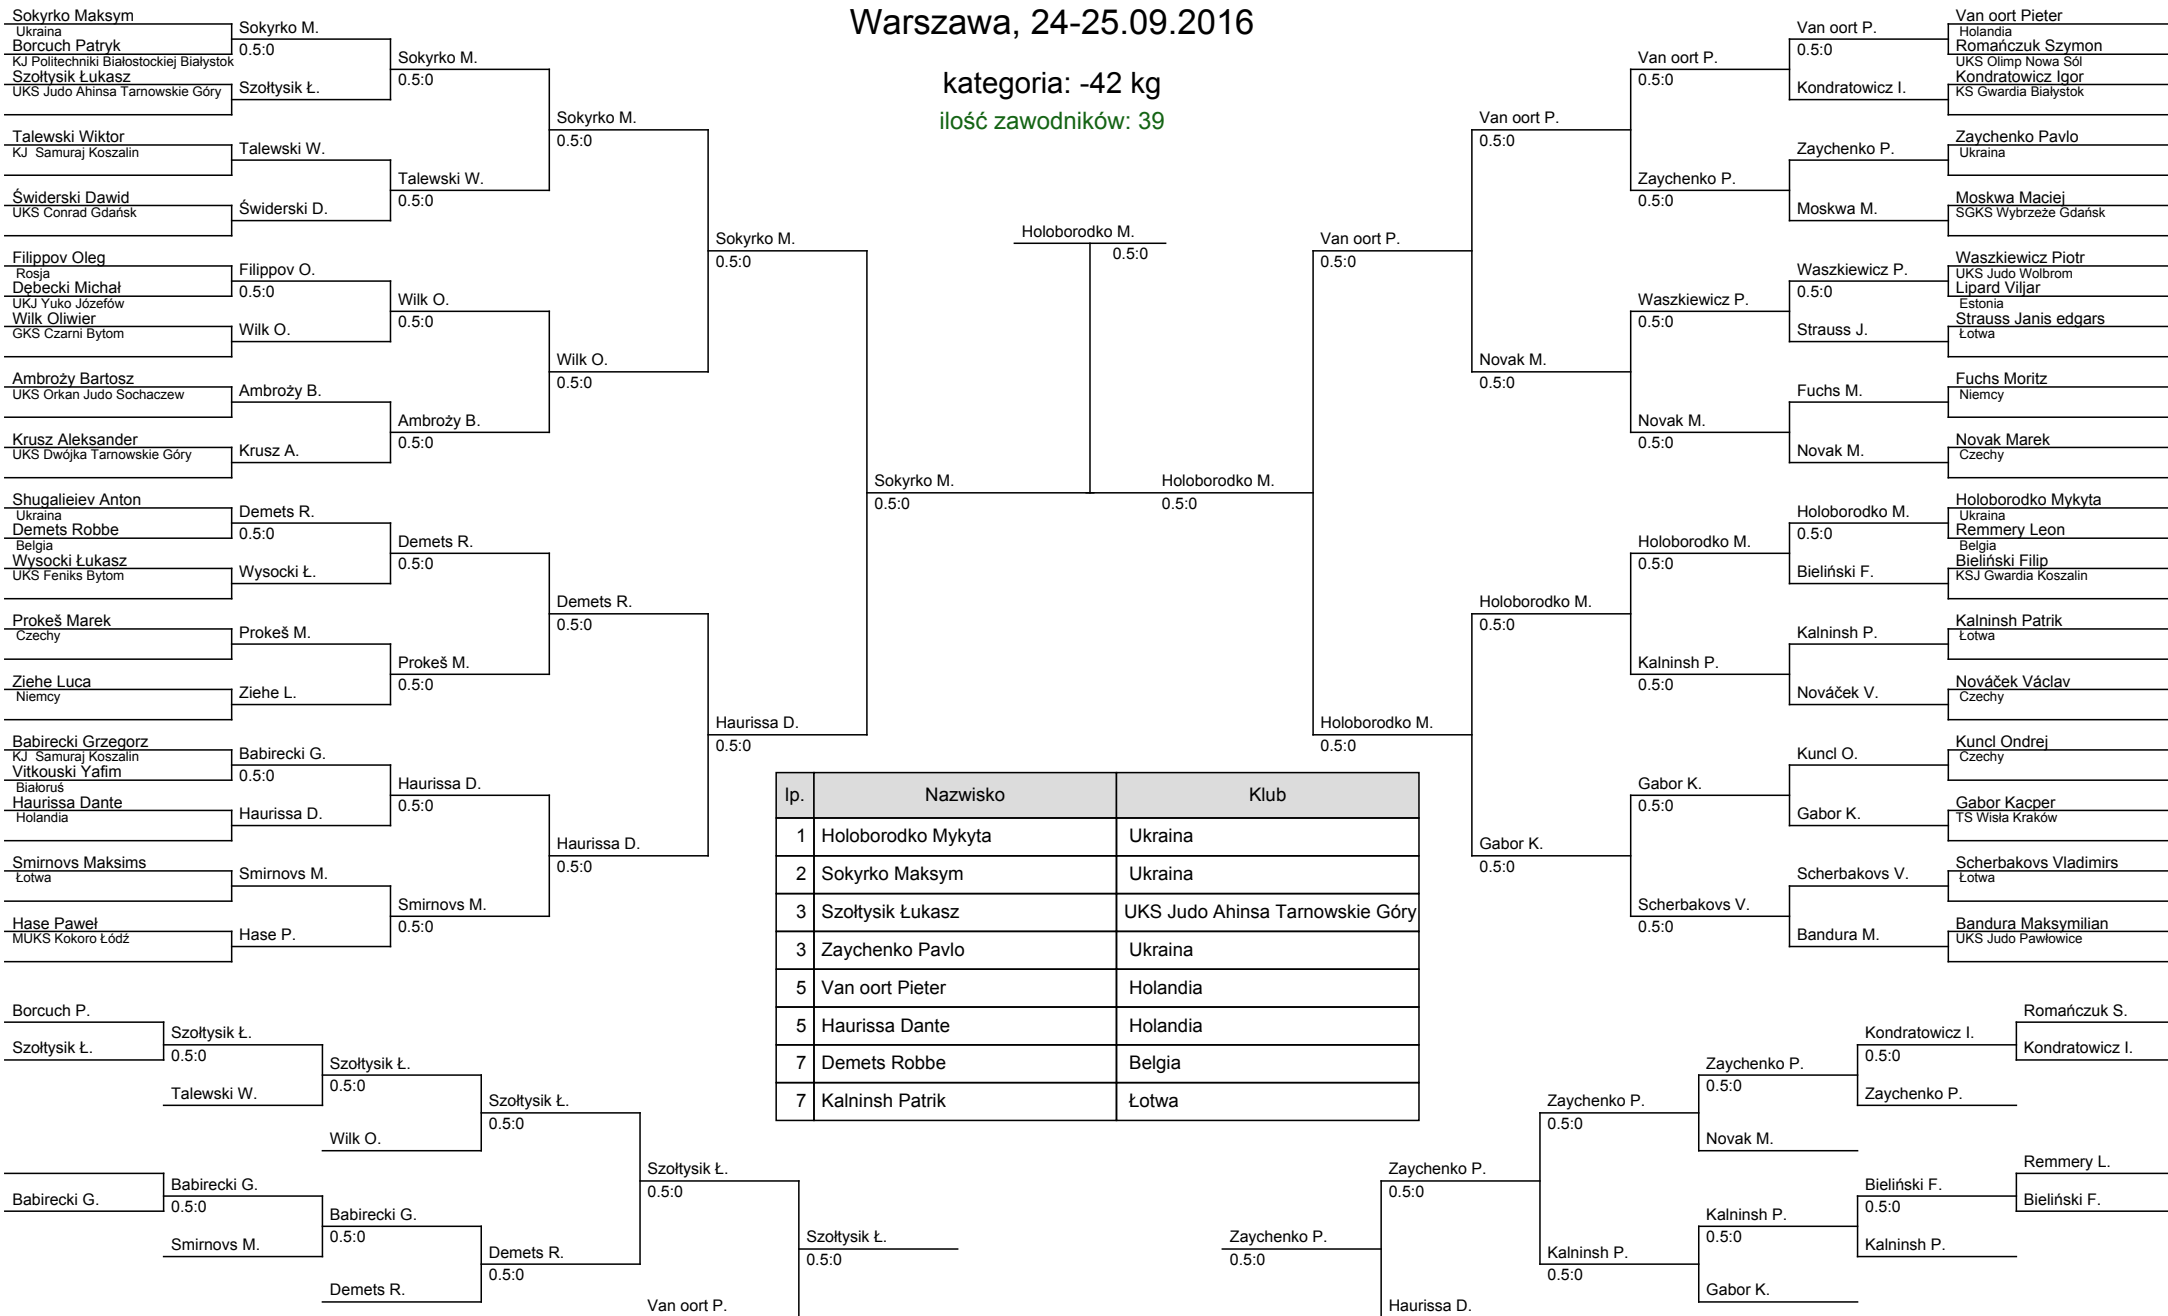 Warszawa, 24-25.09.2016
kategoria: -42 kg
ilość zawodników: 39
Sokyrko Maksym
Ukraina
Borcuch Patryk
KJ Politechniki Białostockiej Białystok
Szołtysik Łukasz
UKS Judo Ahinsa Tarnowskie Góry
Talewski Wiktor
KJ Samuraj Koszalin
Świderski Dawid
UKS Conrad Gdańsk
Filippov Oleg
Rosja
Dębecki Michał
UKJ Yuko Józefów
Wilk Oliwier
GKS Czarni Bytom
Ambroży Bartosz
UKS Orkan Judo Sochaczew
Krusz Aleksander
UKS Dwójka Tarnowskie Góry
Shugalieiev Anton
Ukraina
Demets Robbe
Belgia
Wysocki Łukasz
UKS Feniks Bytom
Prokeš Marek
Czechy
Ziehe Luca
Niemcy
Babirecki Grzegorz
KJ Samuraj Koszalin
Vitkouski Yafim
Białoruś
Haurissa Dante
Holandia
Smirnovs Maksims
Łotwa
Hase Paweł
MUKS Kokoro Łódź
Sokyrko M.
0.5:0
Szołtysik Ł.
Talewski W.
Świderski D.
Filippov O.
0.5:0
Wilk O.
Ambroży B.
Krusz A.
Demets R.
0.5:0
Wysocki Ł.
Prokeš M.
Ziehe L.
Babirecki G.
0.5:0
Haurissa D.
Smirnovs M.
Hase P.
Sokyrko M.
0.5:0
Talewski W.
0.5:0
Wilk O.
0.5:0
Ambroży B.
0.5:0
Demets R.
0.5:0
Prokeš M.
0.5:0
Haurissa D.
0.5:0
Smirnovs M.
0.5:0
Sokyrko M.
0.5:0
Wilk O.
0.5:0
Demets R.
0.5:0
Haurissa D.
0.5:0
Sokyrko M.
0.5:0
Haurissa D.
0.5:0
Sokyrko M.
0.5:0
Holoborodko M.
0.5:0
Holoborodko M.
0.5:0
Van oort P.
0.5:0
Holoborodko M.
0.5:0
Van oort P.
0.5:0
Novak M.
0.5:0
Holoborodko M.
0.5:0
Gabor K.
0.5:0
Van oort P.
0.5:0
Zaychenko P.
0.5:0
Waszkiewicz P.
0.5:0
Novak M.
0.5:0
Holoborodko M.
0.5:0
Kalninsh P.
0.5:0
Gabor K.
0.5:0
Scherbakovs V.
0.5:0
Van oort P.
0.5:0
Kondratowicz I.
Zaychenko P.
Moskwa M.
Waszkiewicz P.
0.5:0
Strauss J.
Fuchs M.
Novak M.
Holoborodko M.
0.5:0
Bieliński F.
Kalninsh P.
Nováček V.
Kuncl O.
Gabor K.
Scherbakovs V.
Bandura M.
Van oort Pieter
Holandia
Romańczuk Szymon
UKS Olimp Nowa Sól
Kondratowicz Igor
KS Gwardia Białystok
Zaychenko Pavlo
Ukraina
Moskwa Maciej
SGKS Wybrzeże Gdańsk
Waszkiewicz Piotr
UKS Judo Wolbrom
Lipard Viljar
Estonia
Strauss Janis edgars
Łotwa
Fuchs Moritz
Niemcy
Novak Marek
Czechy
Holoborodko Mykyta
Ukraina
Remmery Leon
Belgia
Bieliński Filip
KSJ Gwardia Koszalin
Kalninsh Patrik
Łotwa
Nováček Václav
Czechy
Kuncl Ondrej
Czechy
Gabor Kacper
TS Wisła Kraków
Scherbakovs Vladimirs
Łotwa
Bandura Maksymilian
UKS Judo Pawłowice
lp. Nazwisko Klub
1 Holoborodko Mykyta Ukraina
2 Sokyrko Maksym Ukraina
3 Szołtysik Łukasz UKS Judo Ahinsa Tarnowskie Góry
3 Zaychenko Pavlo Ukraina
5 Van oort Pieter Holandia
5 Haurissa Dante Holandia
7 Demets Robbe Belgia
7 Kalninsh Patrik Łotwa
Borcuch P.
Szołtysik Ł.
Babirecki G.
Szołtysik Ł.
0.5:0
Talewski W.
Babirecki G.
0.5:0
Smirnovs M.
Szołtysik Ł.
0.5:0
Wilk O.
Babirecki G.
0.5:0
Demets R.
Szołtysik Ł.
0.5:0
Demets R.
0.5:0
Szołtysik Ł.
0.5:0
Van oort P.
Szołtysik Ł.
0.5:0
Zaychenko P.
0.5:0
Zaychenko P.
0.5:0
Haurissa D.
Zaychenko P.
0.5:0
Kalninsh P.
0.5:0
Zaychenko P.
0.5:0
Novak M.
Kalninsh P.
0.5:0
Gabor K.
Kondratowicz I.
0.5:0
Zaychenko P.
Bieliński F.
0.5:0
Kalninsh P.
Romańczuk S.
Kondratowicz I.
Remmery L.
Bieliński F.